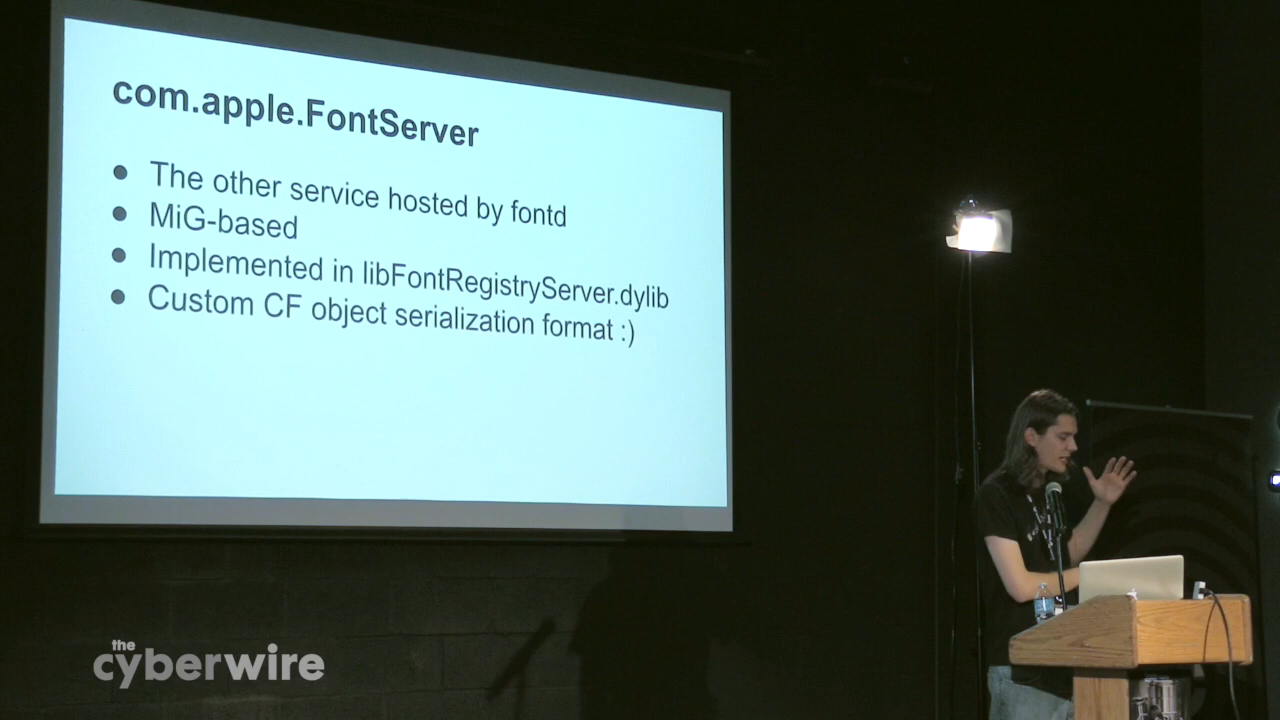 com.apple.FontServer
● The other service hosted by fontd
● MiG-based
● Implemented in libFontRegistryServer.dylib
● Custom CF object serialization format :)
the
cyberwire